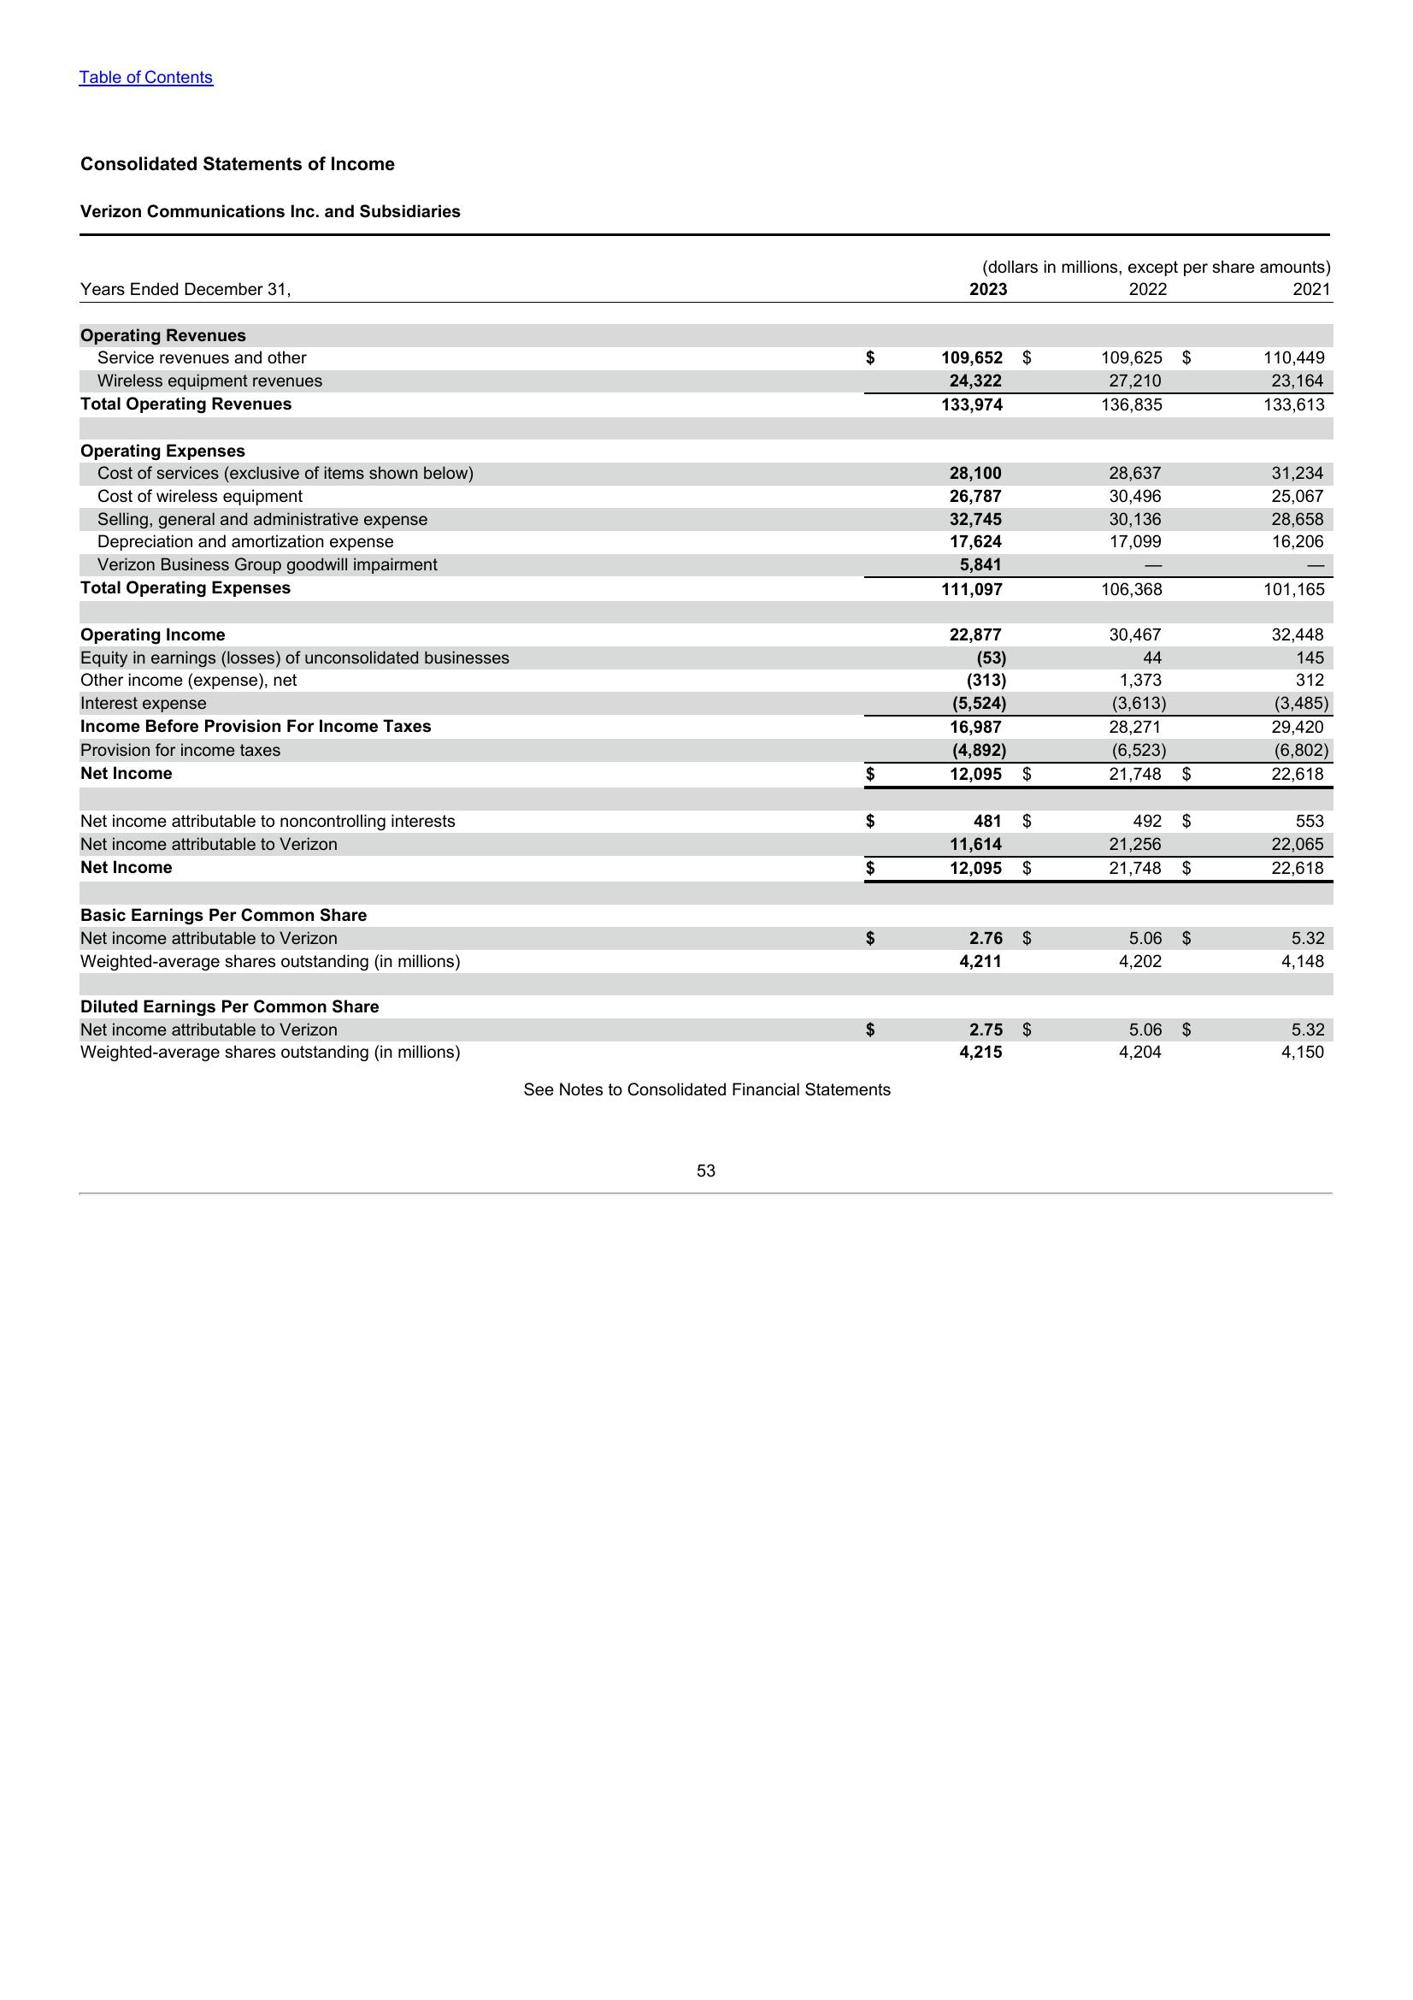 Table of Contents
Consolidated Statements of Income
Verizon Communications Inc. and Subsidiaries
(dollars in millions, except per share amounts)
Years Ended December 31, 2023 2022 2021
Operating Revenues
Service revenues and other $ 109,652 $ 109,625 $ 110,449
Wireless equipment revenues 24,322 27,210 23,164
Total Operating Revenues 133,974 136,835 133,613
Operating Expenses
Cost of services (exclusive of items shown below) 28,100 28,637 31,234
Cost of wireless equipment 26,787 30,496 25,067
Selling, general and administrative expense 32,745 30,136 28,658
Depreciation and amortization expense 17,624 17,099 16,206
Verizon Business Group goodwill impairment 5,841 — —
Total Operating Expenses 111,097 106,368 101,165
Operating Income 22,877 30,467 32,448
Equity in earnings (losses) of unconsolidated businesses (53) 44 145
Other income (expense), net (313) 1,373 312
Interest expense (5,524) (3,613) (3,485)
Income Before Provision For Income Taxes 16,987 28,271 29,420
Provision for income taxes (4,892) (6,523) (6,802)
Net Income $ 12,095 $ 21,748 $ 22,618
Net income attributable to noncontrolling interests $ 481 $ 492 $ 553
Net income attributable to Verizon 11,614 21,256 22,065
Net Income $ 12,095 $ 21,748 $ 22,618
Basic Earnings Per Common Share
Net income attributable to Verizon $ 2.76 $ 5.06 $ 5.32
Weighted-average shares outstanding (in millions) 4,211 4,202 4,148
Diluted Earnings Per Common Share
Net income attributable to Verizon $ 2.75 $ 5.06 $ 5.32
Weighted-average shares outstanding (in millions) 4,215 4,204 4,150
See Notes to Consolidated Financial Statements
53